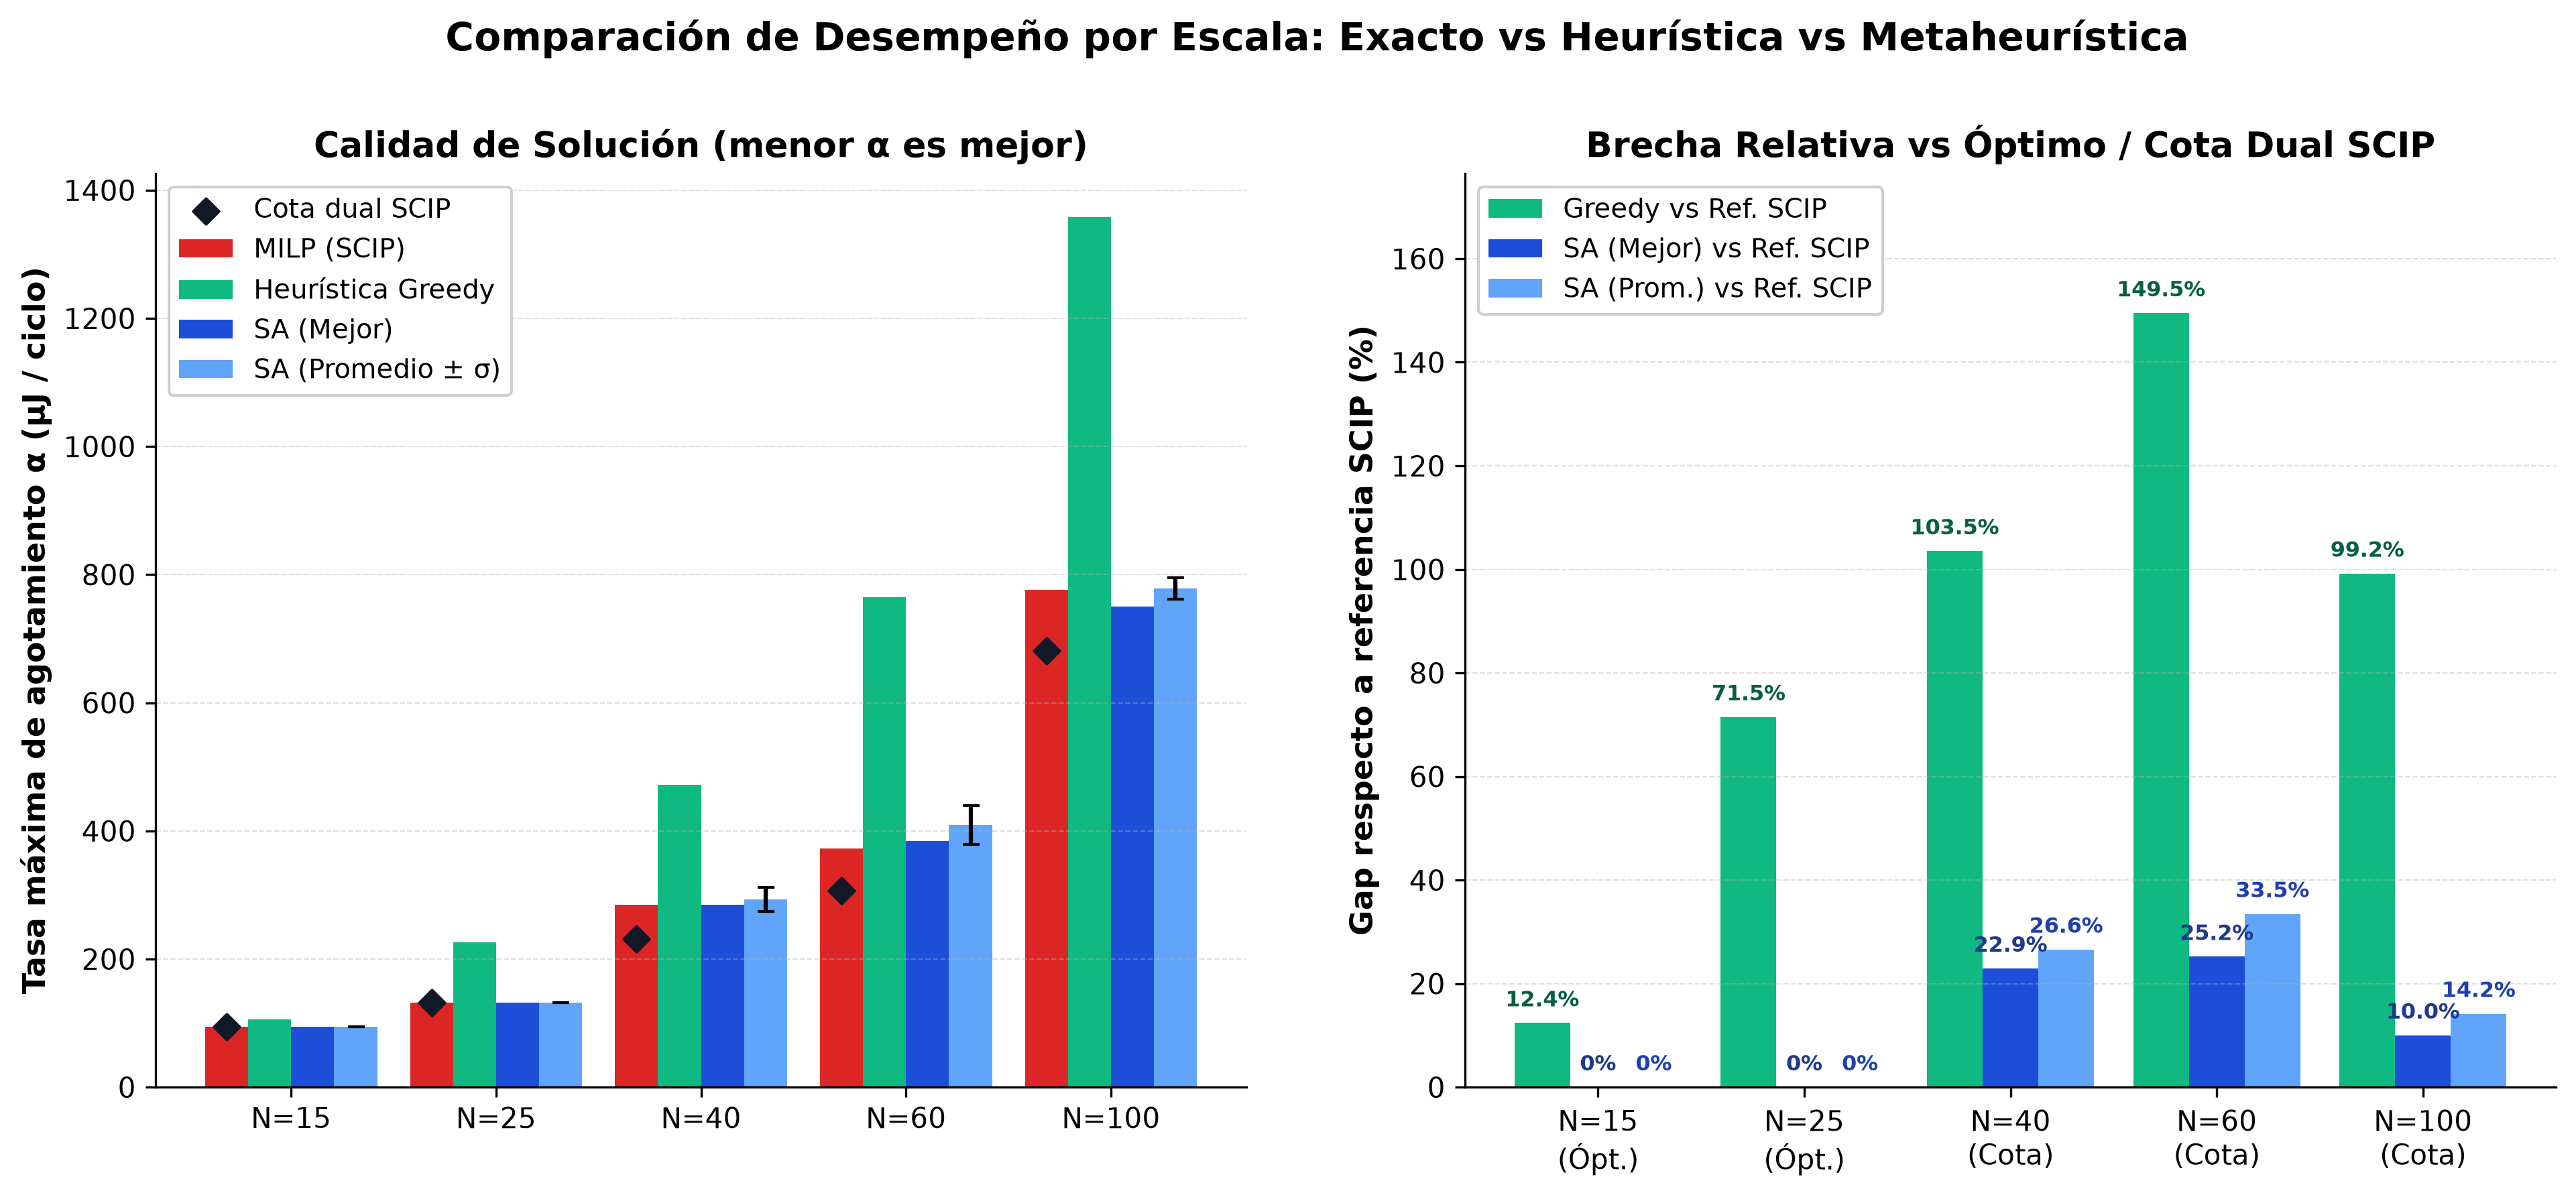 Comparación de Desempeño por Escala: Exacto vs Heurística vs Metaheurística
Calidad de Solución (menor α es mejor)
Tasa máxima de agotamiento α (μJ / ciclo)
1400
1200
1000
800
600
400
200
0
Cota dual SCIP
MILP (SCIP)
Heurística Greedy
SA (Mejor)
SA (Promedio ± σ)
N=15
N=25
N=40
N=60
N=100
Brecha Relativa vs Óptimo / Cota Dual SCIP
Gap respecto a referencia SCIP (%)
160
140
120
100
80
60
40
20
0
Greedy vs Ref. SCIP
SA (Mejor) vs Ref. SCIP
SA (Prom.) vs Ref. SCIP
12.4%
0%
0%
71.5%
0%
0%
103.5%
22.9%
26.6%
149.5%
25.2%
33.5%
99.2%
10.0%
14.2%
N=15
(Ópt.)
N=25
(Ópt.)
N=40
(Cota)
N=60
(Cota)
N=100
(Cota)